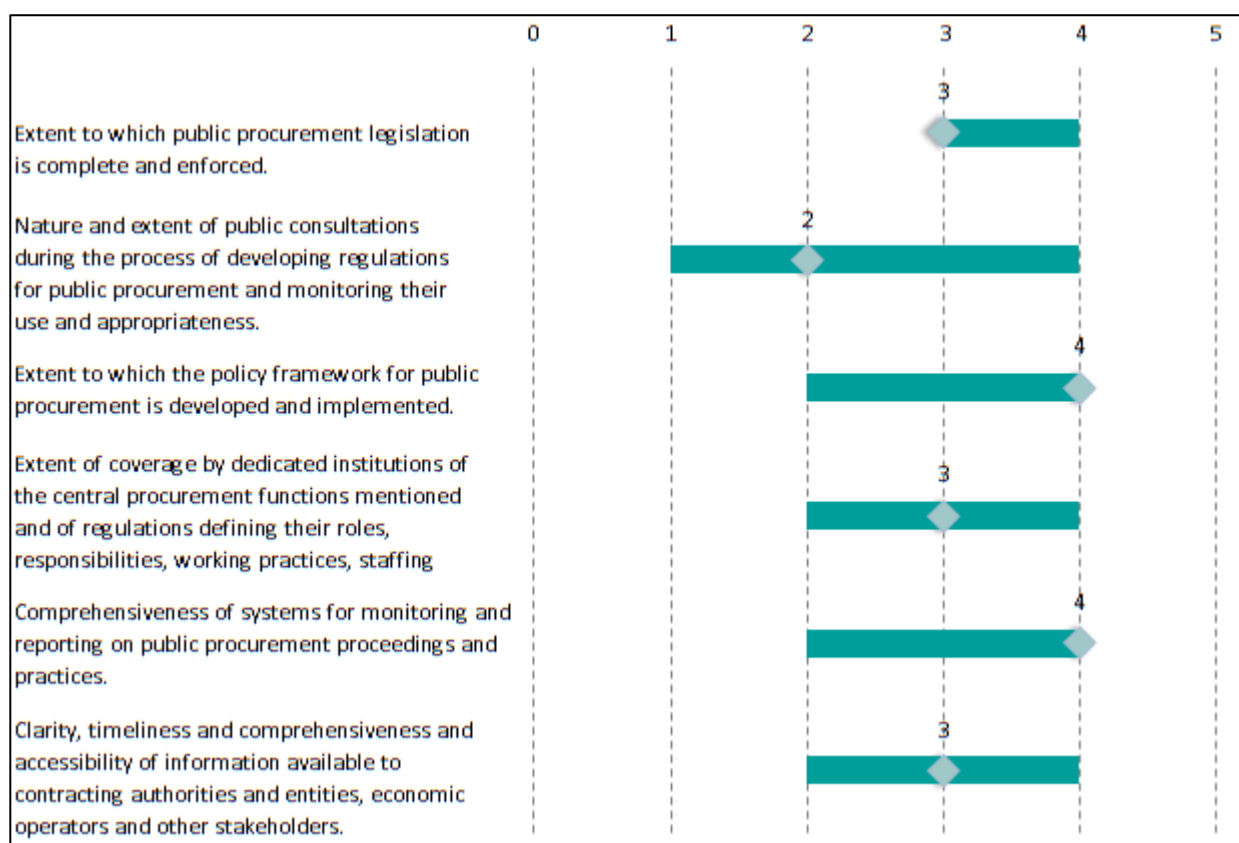 0 1 2 3 4 5
3
Extent to which public procurement legislation
is complete and enforced.
2
Nature and extent of public consultations
during the process of developing regulations
for public procurement and monitoring their
use and appropriateness.
4
Extent to which the policy framework for public
procurement is developed and implemented.
3
Extent of coverage by dedicated institutions of
the central procurement functions mentioned
and of regulations defining their roles,
responsibilities, working practices, staffing
4
Comprehensiveness of systems for monitoring and
reporting on public procurement proceedings and
practices.
3
Clarity, timeliness and comprehensiveness and
accessibility of information available to
contracting authorities and entities, economic
operators and other stakeholders.